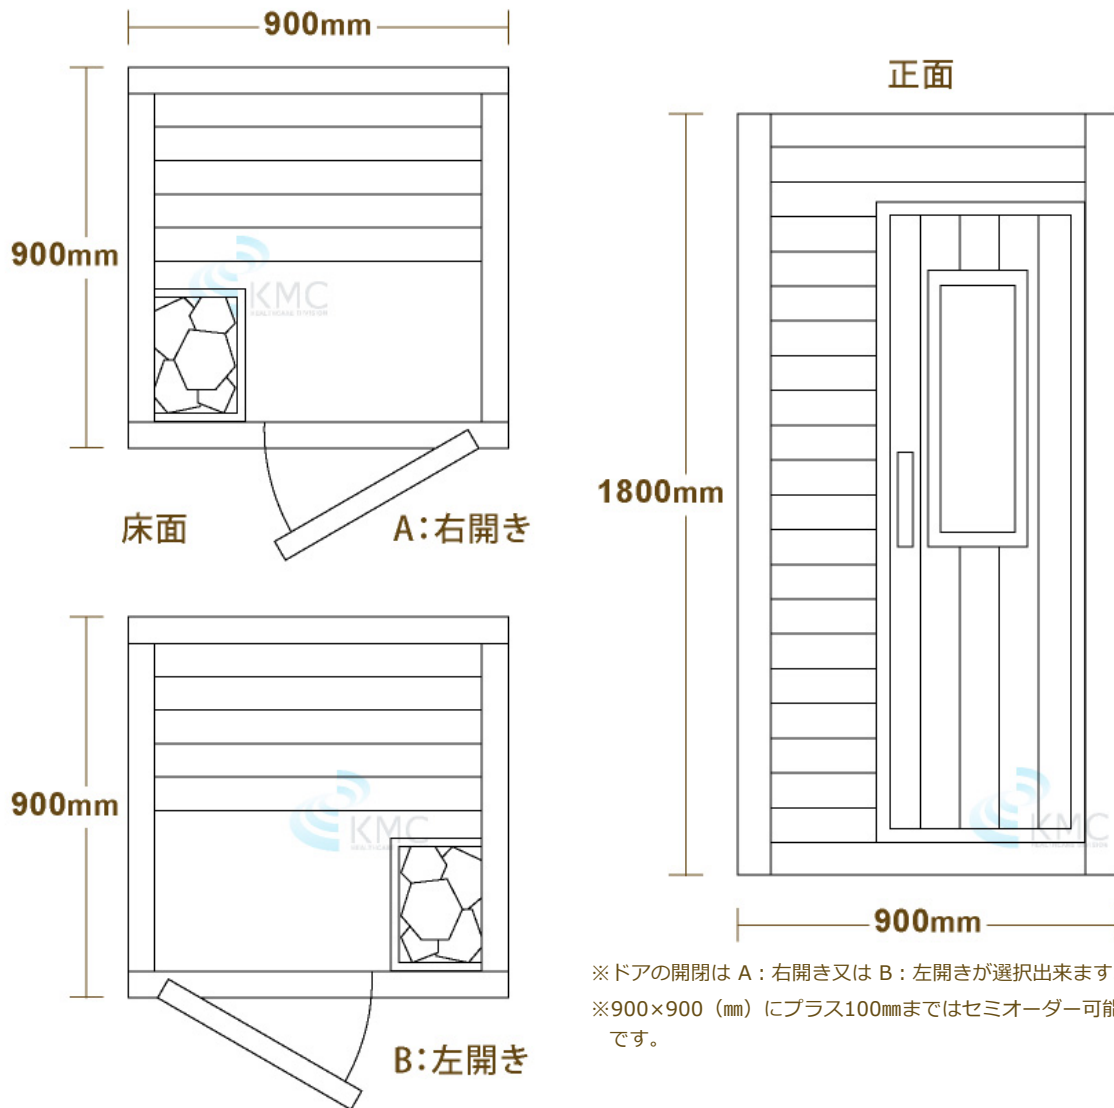 900mm
900mm
KMC
床面
A:右開き
900mm
KMC
B:左開き
正面
1800mm
KMC
900mm
※ドアの開閉は A:右開き又は B:左開きが選択出来ます
※900×900(㎜)にプラス100㎜まではセミオーダー可能
です。